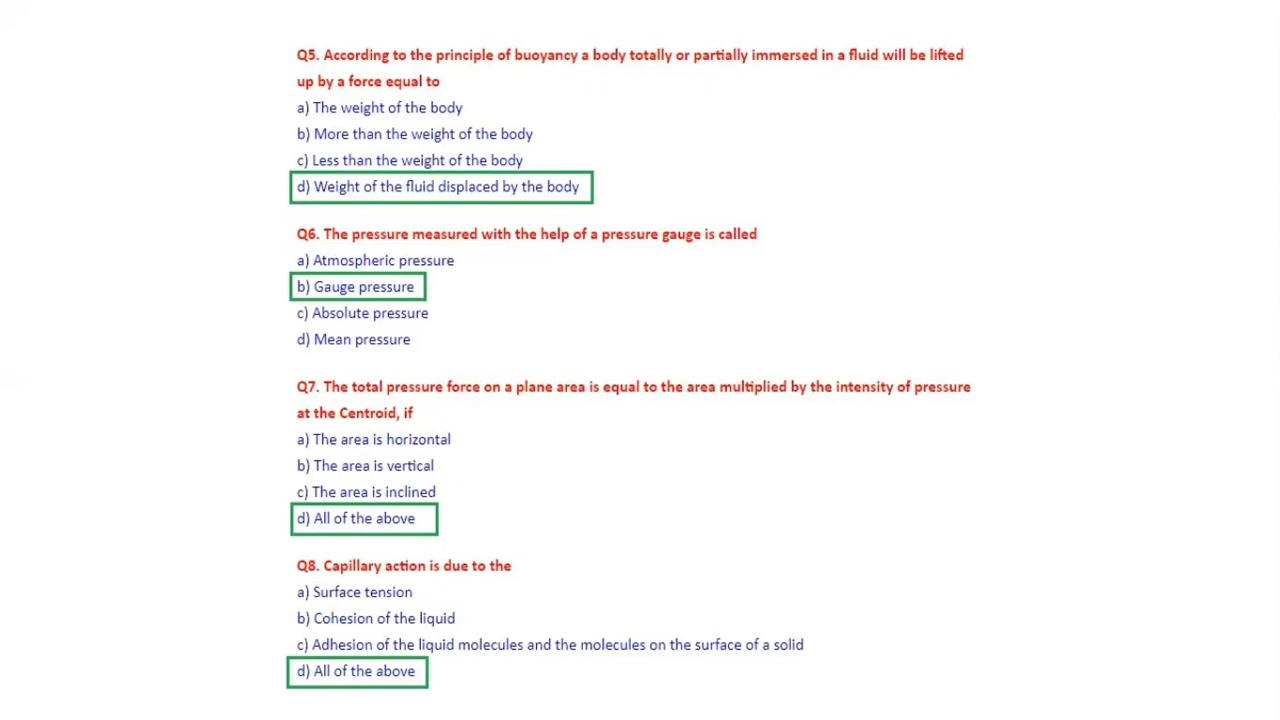 Q5. According to the principle of buoyancy a body totally or partially immersed in a fluid will be lifted
up by a force equal to
a) The weight of the body
b) More than the weight of the body
c) Less than the weight of the body
d) Weight of the fluid displaced by the body
Q6. The pressure measured with the help of a pressure gauge is called
a) Atmospheric pressure
b) Gauge pressure
c) Absolute pressure
d) Mean pressure
Q7. The total pressure force on a plane area is equal to the area multiplied by the intensity of pressure
at the Centroid, if
a) The area is horizontal
b) The area is vertical
c) The area is inclined
d) All of the above
Q8. Capillary action is due to the
a) Surface tension
b) Cohesion of the liquid
c) Adhesion of the liquid molecules and the molecules on the surface of a solid
d) All of the above